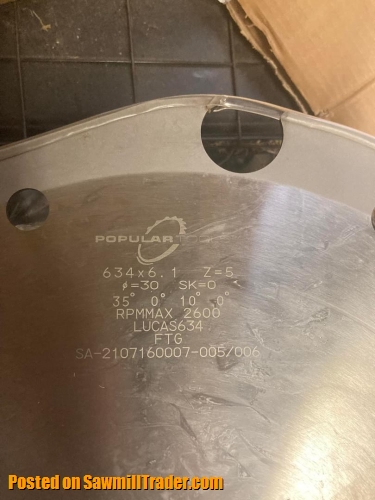 POPULAR
634x6.1 Z=5
ø=30 SK=0
35° 0° 10° 0°
RPMMAX 2600
LUCAS634
FTG
SA-2107160007-005/006
Posted on SawmillTrader.com